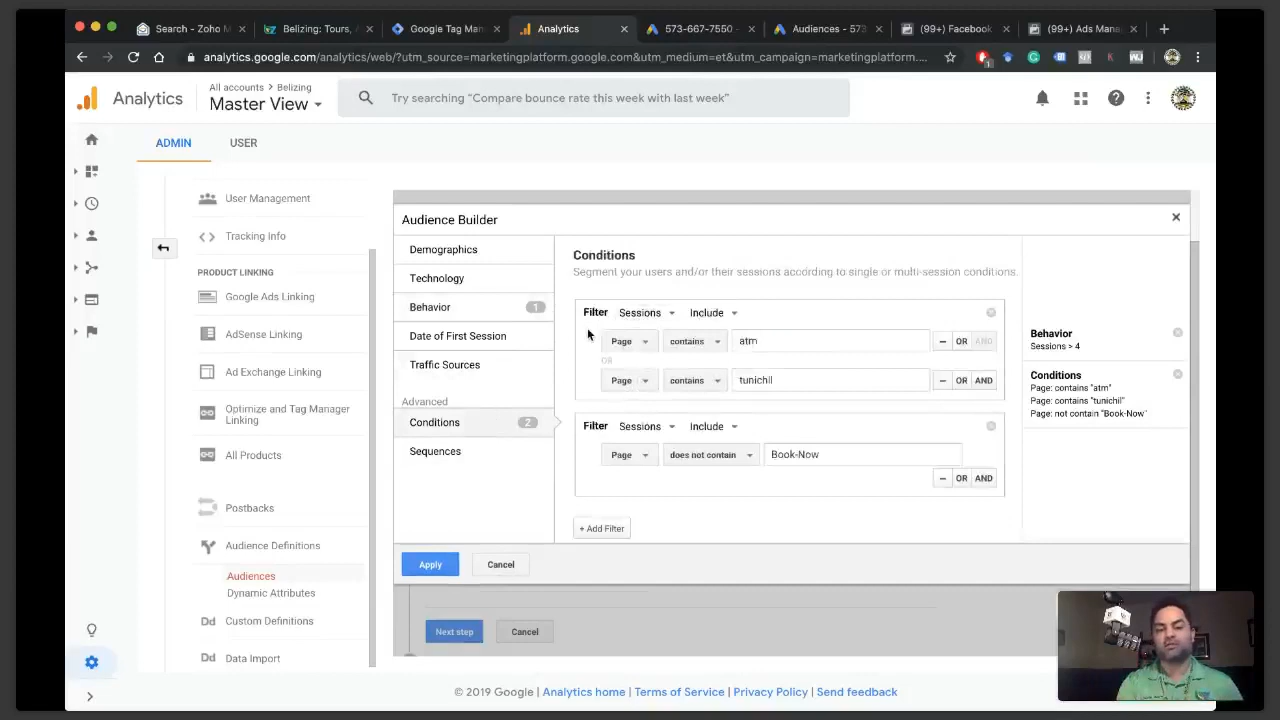 Search - Zoho M
Belizing: Tours, A
Google Tag Man
Analytics
573-667-7550 -
Audiences - 573
(99+) Facebook
(99+) Ads Manag
analytics.google.com/analytics/web/?utm_source=marketingplatform.google.com&utm_medium=et&utm_campaign=marketingplatform....
Analytics
All accounts > Belizing
Master View
Try searching “Compare bounce rate this week with last week”
ADMIN
USER
User Management
Tracking Info
PRODUCT LINKING
Google Ads Linking
AdSense Linking
Ad Exchange Linking
Optimize and Tag Manager
Linking
All Products
Postbacks
Audience Definitions
Audiences
Dynamic Attributes
Dd Custom Definitions
Dd Data Import
Audience Builder
Demographics
Technology
Behavior 1
Date of First Session
Traffic Sources
Advanced
Conditions 2
Sequences
Conditions
Segment your users and/or their sessions according to single or multi-session conditions.
Filter Sessions Include
Page contains atm – OR AND
OR
Page contains tunichil – OR AND
Filter Sessions Include
Page does not contain Book-Now
– OR AND
+ Add Filter
Behavior
Sessions > 4
Conditions
Page: contains "atm"
Page: contains "tunichil"
Page: not contain "Book-Now"
Apply
Cancel
Next step
Cancel
© 2019 Google | Analytics home | Terms of Service | Privacy Policy | Send feedback